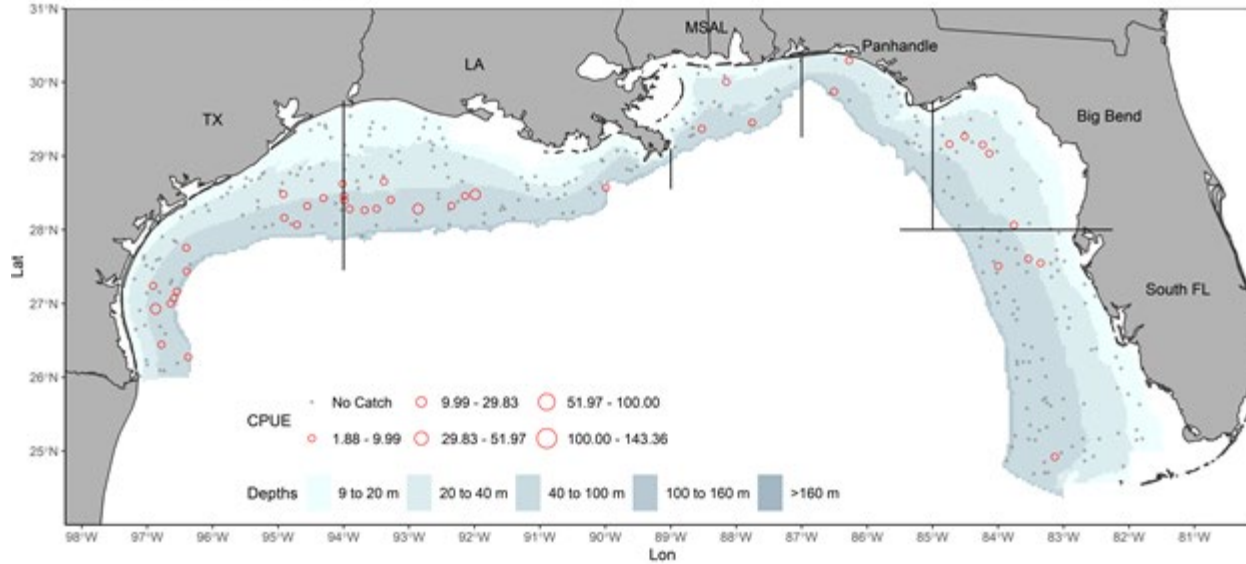 31°N
30°N
29°N
28°N
27°N
26°N
25°N
Lat
TX
LA
MSAL
Panhandle
Big Bend
South FL
CPUE
No Catch
9.99 - 29.83
51.97 - 100.00
1.88 - 9.99
29.83 - 51.97
100.00 - 143.36
Depths
9 to 20 m
20 to 40 m
40 to 100 m
100 to 160 m
>160 m
98°W 97°W 96°W 95°W 94°W 93°W 92°W 91°W 90°W 89°W 88°W 87°W 86°W 85°W 84°W 83°W 82°W 81°W
Lon